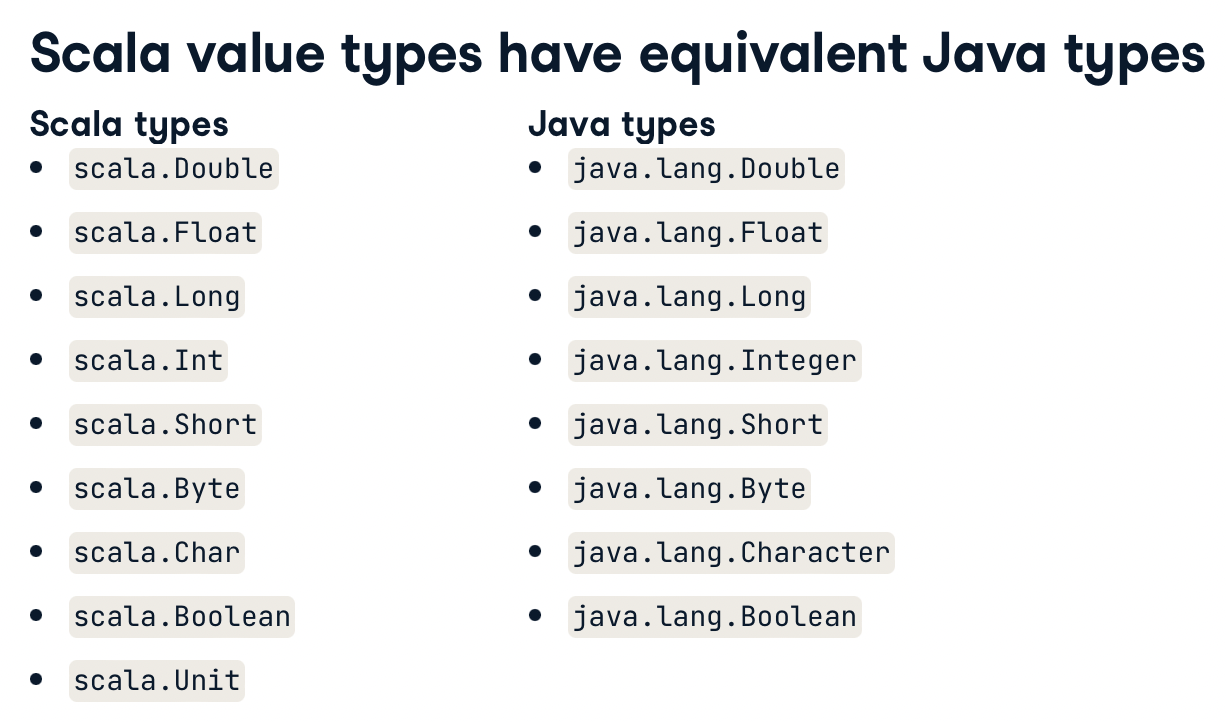 Scala value types have equivalent Java types
Scala types
• scala.Double
• scala.Float
• scala.Long
• scala.Int
• scala.Short
• scala.Byte
• scala.Char
• scala.Boolean
• scala.Unit
Java types
• java.lang.Double
• java.lang.Float
• java.lang.Long
• java.lang.Integer
• java.lang.Short
• java.lang.Byte
• java.lang.Character
• java.lang.Boolean